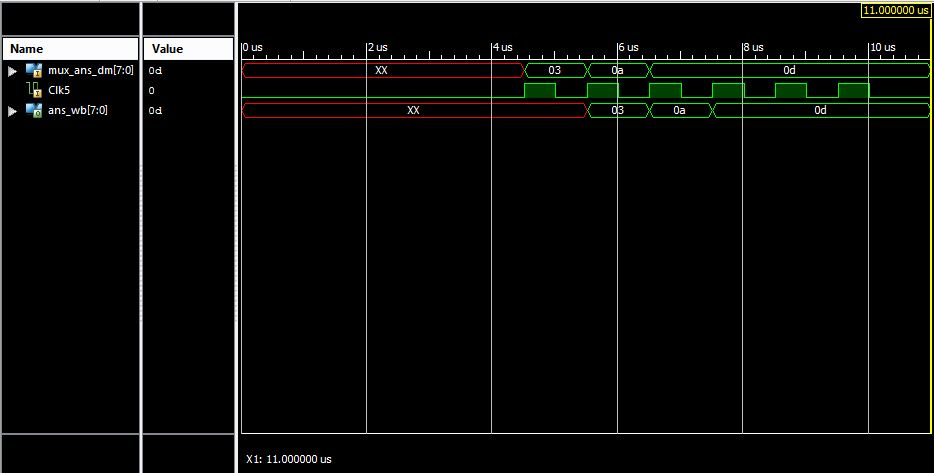 11.000000 us
Name Value
0 us 2 us 4 us 6 us 8 us 10 us
mux_ans_dm[7:0] 0d XX 03 0a 0d
Clk5 0
ans_wb[7:0] 0d XX 03 0a 0d
X1: 11.000000 us